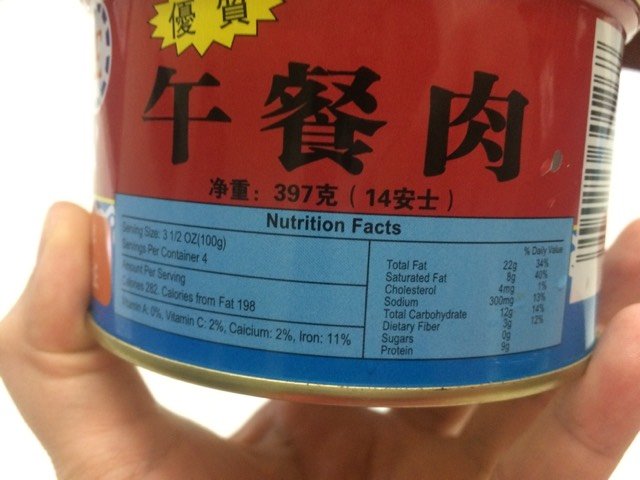 優質
午餐肉
净重：397克（14安士）
Nutrition Facts
Serving Size: 3 1/2 OZ(100g)
Servings Per Container 4
Amount Per Serving
Calories 282. Calories from Fat 198
Vitamin A: 0%, Vitamin C: 2%, Caicium: 2%, Iron: 11%
% Daily Value
Total Fat 22g 34%
Saturated Fat 8g 40%
Cholesterol 4mg 1%
Sodium 300mg 13%
Total Carbohydrate 12g 14%
Dietary Fiber 3g 12%
Sugars 0g
Protein 9g